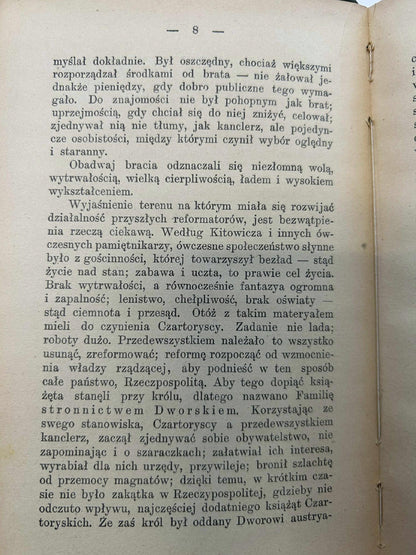 — 8 —
myślał dokładnie. Był oszczędny, chociaż większymi
rozporządzał środkami od brata — nie żałował jed-
nakże pieniędzy, gdy dobro publiczne tego wyma-
gało. Do znajomości nie był pohopnym jak brat;
uprzejmością, gdy chciał się do niej zniżyć, celował;
zjednywał nią nie tłumy, jak kanclerz, ale pojedyn-
cze osobistości, między którymi czynił wybór oględny
i staranny.
Obadwaj bracia odznaczali się niezłomną wolą,
wytrwałością, wielką cierpliwością, ładem i wysokiem
wykształceniem.
Wyjaśnienie terenu na którym miała się rozwijać
działalność przyszłych reformatorów, jest bezwątpie-
nia rzeczą ciekawą. Według Kitowicza i innych ów-
czesnych pamiętnikarzy, ówczesne społeczeństwo słynne
było z gościnności, której towarzyszył bezład — stąd
życie nad stan; zabawa i uczta, to prawie cel życia.
Brak wytrwałości, a równocześnie fantazya ogromna
i zapalność; lenistwo, chełpliwość, brak oświaty —
stąd ciemnota i przesąd. Otóż z takim materyałem
mieli do czynienia Czartoryscy. Zadanie nie lada;
roboty dużo. Przedewszystkiem należało to wszystko
usunąć, zreformować; reformę rozpocząć od wzmocnie-
nia władzy rządzącej, aby podnieść w ten sposób
całe państwo, Rzeczpospolitą. Aby tego dopiąć ksią-
żęta stanęli przy królu, dlatego nazwano Familię
stronnictwem Dworskiem. Korzystając ze
swego stanowiska, Czartoryscy a przedewszystkiem
kanclerz, zaczął zjednywać sobie obywatelstwo, nie
zapominając i o szaraczkach; załatwiał ich interesa,
wyrabiał dla nich urzędy, przywileje; bronił szlachtę
od przemocy magnatów; dzięki temu, w krótkim cza-
sie nie było zakątka w Rzeczypospolitej, gdzieby nie
odczuto wpływu, najczęściej dodatniego książąt Czar-
toryskich. Że zaś król był oddany Dworowi austrya-